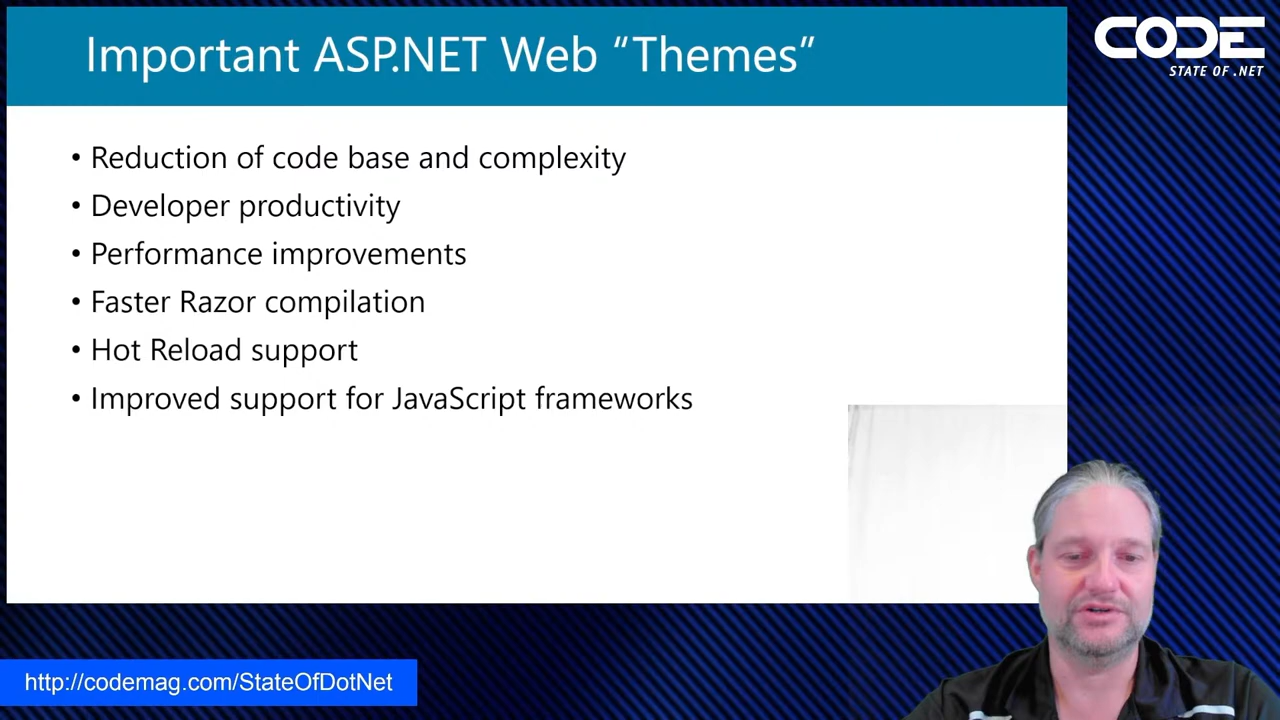 Important ASP.NET Web “Themes”
CODE
STATE OF .NET
• Reduction of code base and complexity
• Developer productivity
• Performance improvements
• Faster Razor compilation
• Hot Reload support
• Improved support for JavaScript frameworks
http://codemag.com/StateOfDotNet